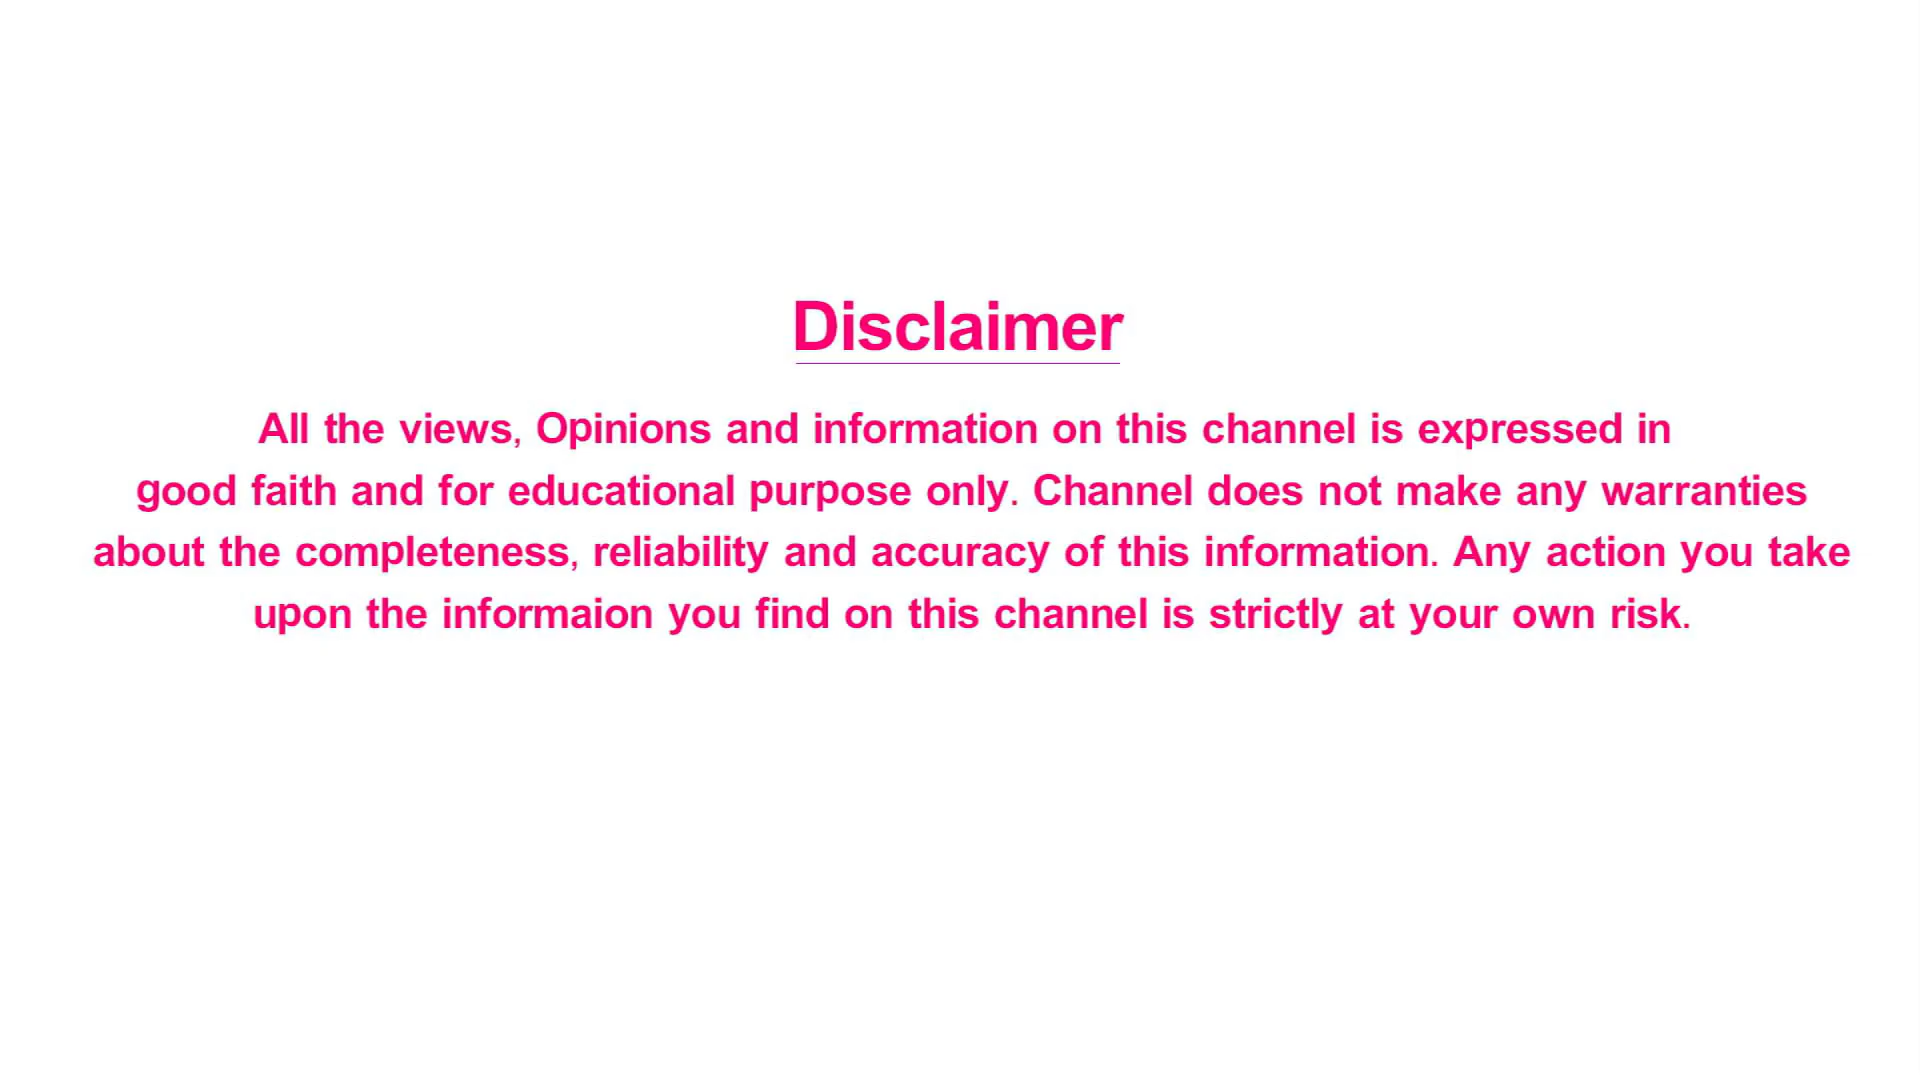 Disclaimer
All the views, Opinions and information on this channel is expressed in
good faith and for educational purpose only. Channel does not make any warranties
about the completeness, reliability and accuracy of this information. Any action you take
upon the informaion you find on this channel is strictly at your own risk.